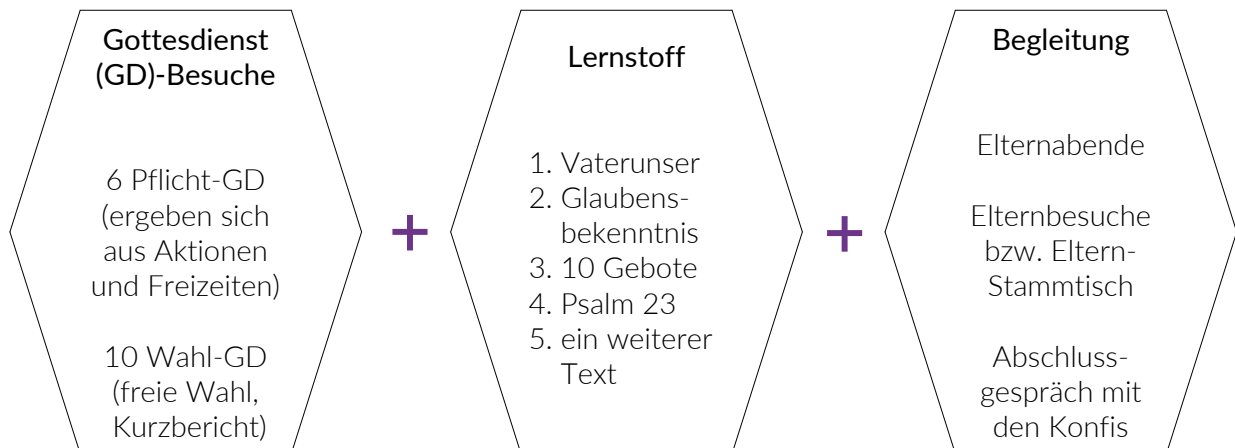 Gottesdienst
(GD)-Besuche
6 Pflicht-GD
(ergeben sich
aus Aktionen
und Freizeiten)
10 Wahl-GD
(freie Wahl,
Kurzbericht)
+
Lernstoff
1. Vaterunser
2. Glaubens-
bekenntnis
3. 10 Gebote
4. Psalm 23
5. ein weiterer
Text
+
Begleitung
Elternabende
Elternbesuche
bzw. Eltern-
Stammtisch
Abschluss-
gespräch mit
den Konfis